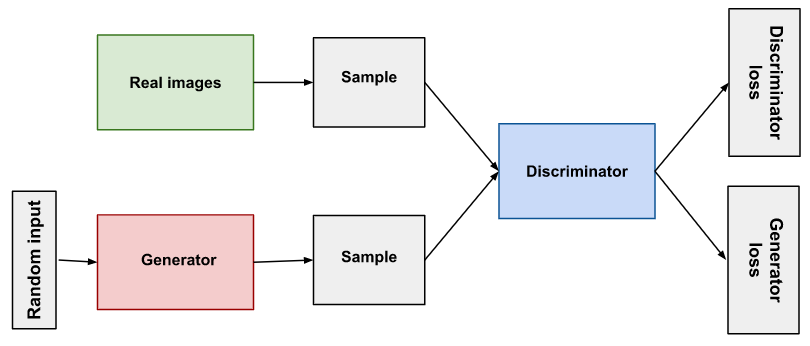 Real images
Sample
Discriminator
loss
Discriminator
Random input
Generator
Sample
Generator
loss